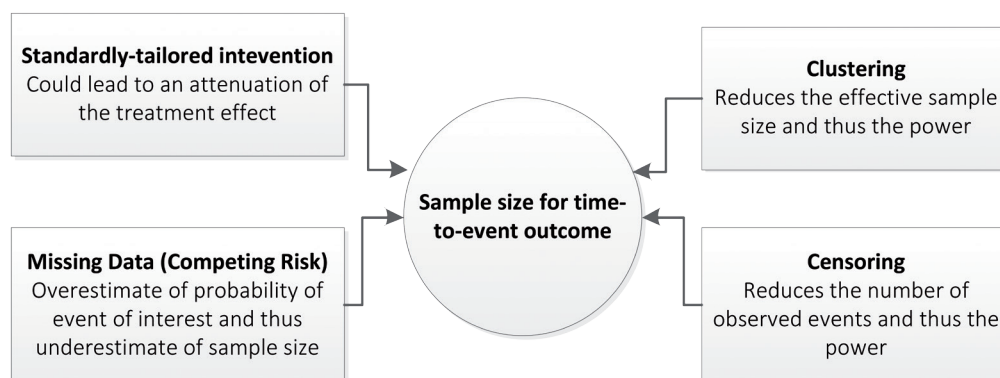 Standardly-tailored intevention
Could lead to an attenuation of
the treatment effect
Missing Data (Competing Risk)
Overestimate of probability of
event of interest and thus
underestimate of sample size
Sample size for time-
to-event outcome
Clustering
Reduces the effective sample
size and thus the power
Censoring
Reduces the number of
observed events and thus the
power